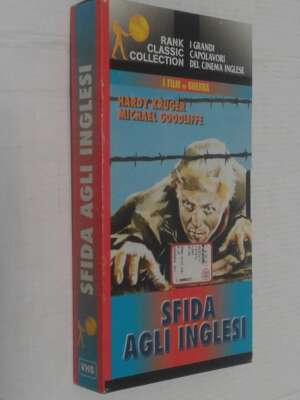 RANK
CLASSIC
COLLECTION
I GRANDI
CAPOLAVORI
DEL CINEMA INGLESE
I FILM DI GUERRA
HARDY KRUGER
MICHAEL GOODLIFFE
SFIDA
AGLI INGLESI
SFIDA AGLI INGLESI
VHS